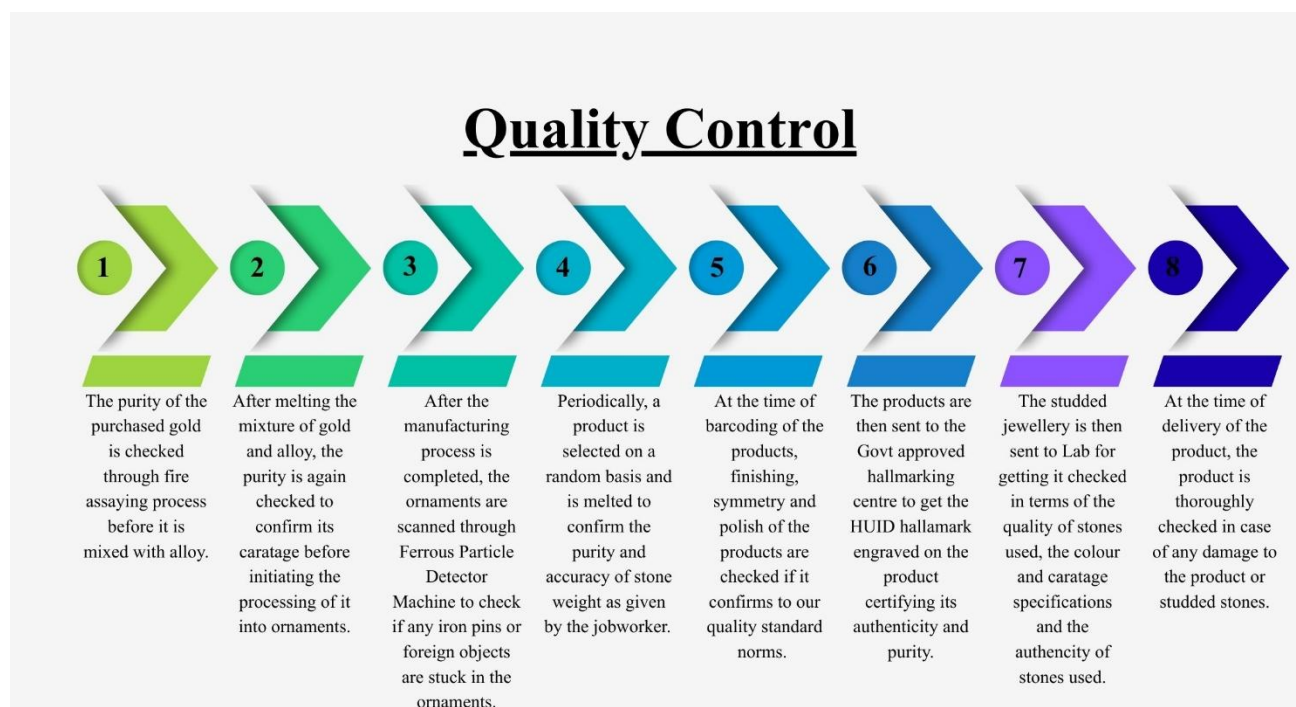 Quality Control
1
The purity of the
purchased gold
is checked
through fire
assaying process
before it is
mixed with alloy.
2
After melting the
mixture of gold
and alloy, the
purity is again
checked to
confirm its
caratage before
initiating the
processing of it
into ornaments.
3
After the
manufacturing
process is
completed, the
ornaments are
scanned through
Ferrous Particle
Detector
Machine to check
if any iron pins or
foreign objects
are stuck in the
ornaments.
4
Periodically, a
product is
selected on a
random basis and
is melted to
confirm the
purity and
accuracy of stone
weight as given
by the jobworker.
5
At the time of
barcoding of the
products,
finishing,
symmetry and
polish of the
products are
checked if it
confirms to our
quality standard
norms.
6
The products are
then sent to the
Govt approved
hallmarking
centre to get the
HUID hallamark
engraved on the
product
certifying its
authenticity and
purity.
7
The studded
jewellery is then
sent to Lab for
getting it checked
in terms of the
quality of stones
used, the colour
and caratage
specifications
and the
authencity of
stones used.
8
At the time of
delivery of the
product, the
product is
thoroughly
checked in case
of any damage to
the product or
studded stones.